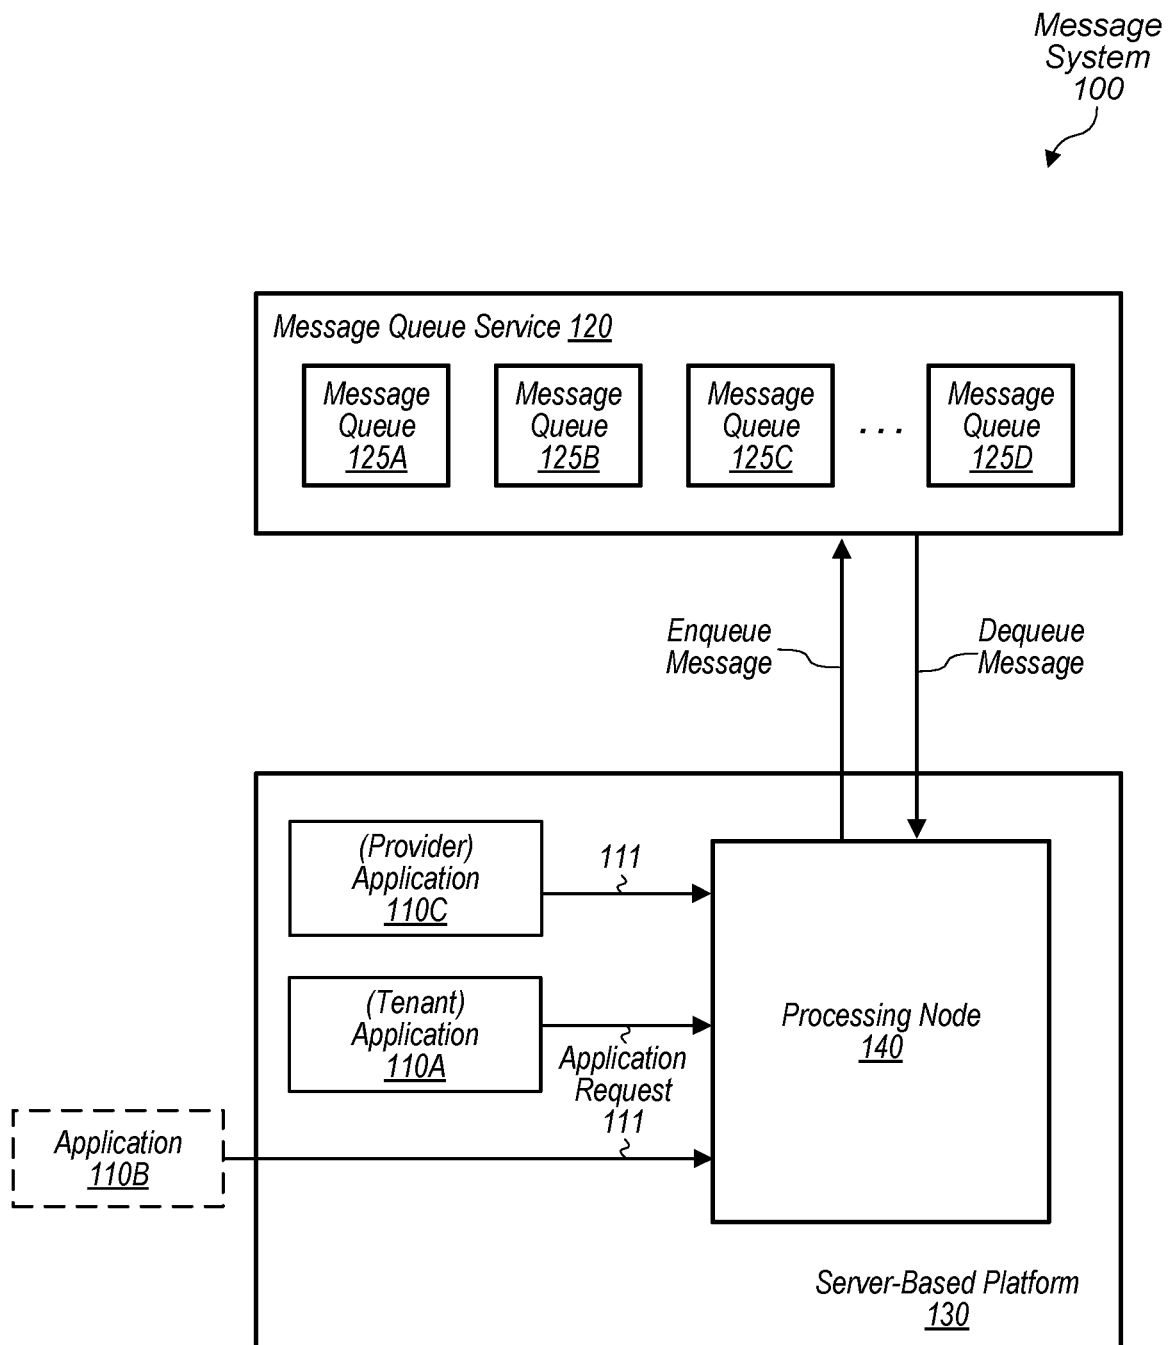 Message
System
100
Message Queue Service 120
Message
Queue
125A
Message
Queue
125B
Message
Queue
125C
. . .
Message
Queue
125D
Enqueue
Message
Dequeue
Message
(Provider)
Application
110C
111
(Tenant)
Application
110A
Application
Request
111
Processing Node
140
Application
110B
Server-Based Platform
130